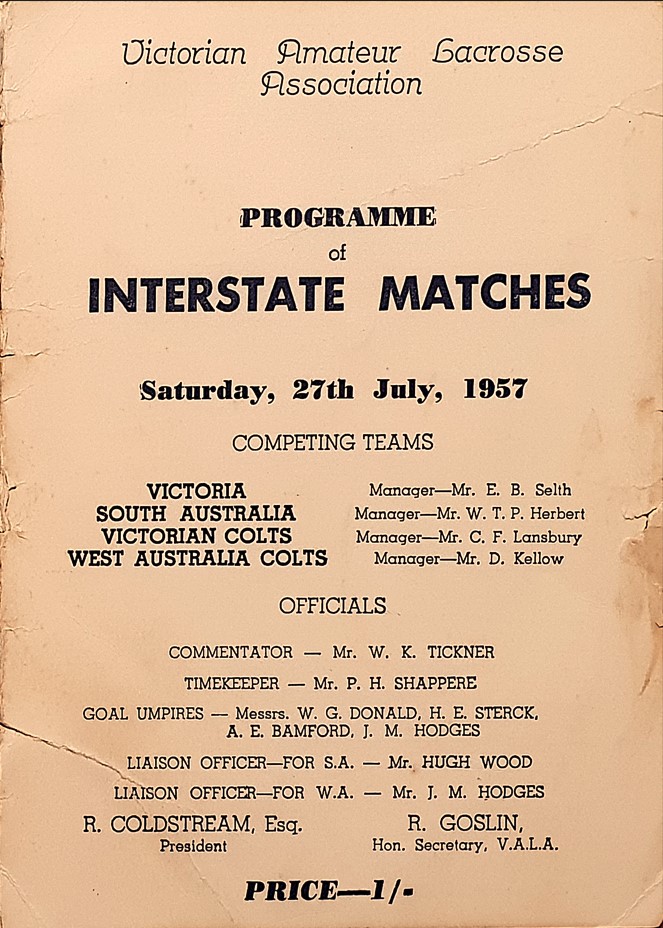 Victorian Amateur Lacrosse
Association
PROGRAMME
of
INTERSTATE MATCHES
Saturday, 27th July, 1957
COMPETING TEAMS
VICTORIA Manager—Mr. E. B. Selth
SOUTH AUSTRALIA Manager—Mr. W. T. P. Herbert
VICTORIAN COLTS Manager—Mr. C. F. Lansbury
WEST AUSTRALIA COLTS Manager—Mr. D. Kellow
OFFICIALS
COMMENTATOR — Mr. W. K. TICKNER
TIMEKEEPER — Mr. P. H. SHAPPERE
GOAL UMPIRES — Messrs. W. G. DONALD, H. E. STERCK,
A. E. BAMFORD, J. M. HODGES
LIAISON OFFICER—FOR S.A. — Mr. HUGH WOOD
LIAISON OFFICER—FOR W.A. — Mr. J. M. HODGES
R. COLDSTREAM, Esq. R. GOSLIN,
President Hon. Secretary, V.A.L.A.
PRICE—1/-